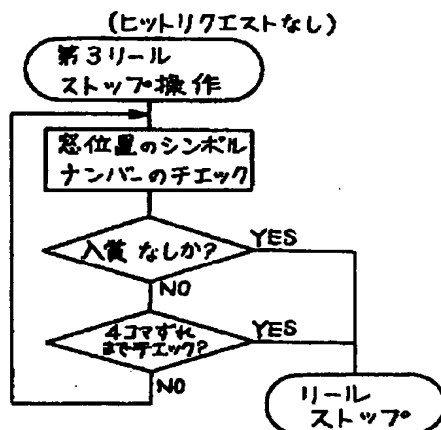 (ヒットリクエストなし)
第3リール
ストップ操作
窓位置のシンボル
ナンバーのチェック
入賞なしか?
YES
NO
4コマずれ
までチェック?
YES
NO
リール
ストップ